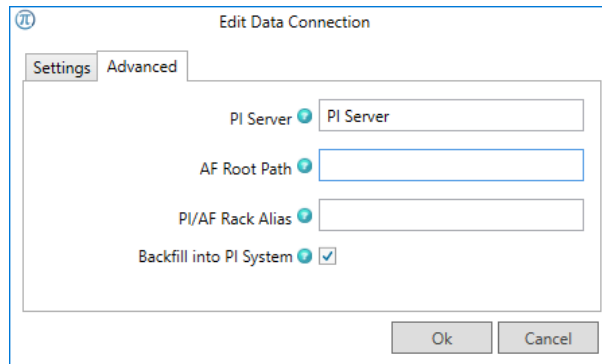 Edit Data Connection
Settings Advanced
PI Server ? PI Server
AF Root Path ?
PI/AF Rack Alias ?
Backfill into PI System ?
Ok Cancel